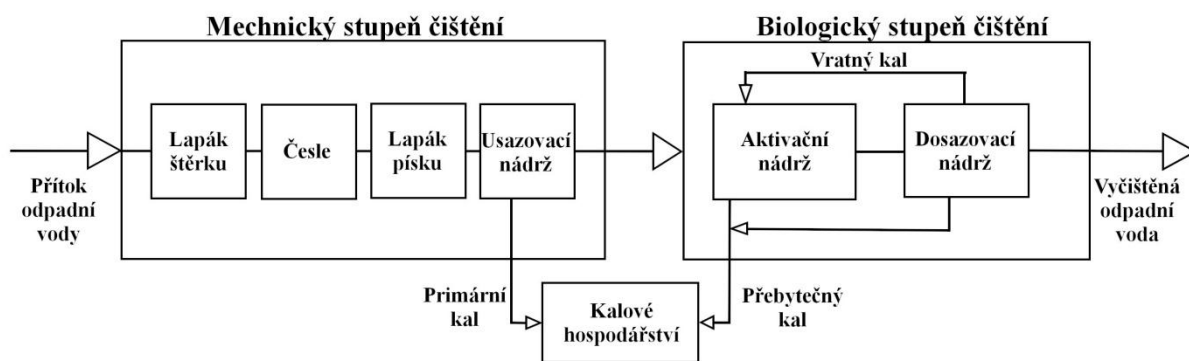 Mechnický stupeň čištění
Biologický stupeň čištění
Vratný kal
Lapák
štěrku
Česle
Lapák
písku
Usazovací
nádrž
Aktivační
nádrž
Dosazovací
nádrž
Přítok
odpadní
vody
Vyčištěná
odpadní
voda
Primární
kal
Kalové
hospodářství
Přebytečný
kal